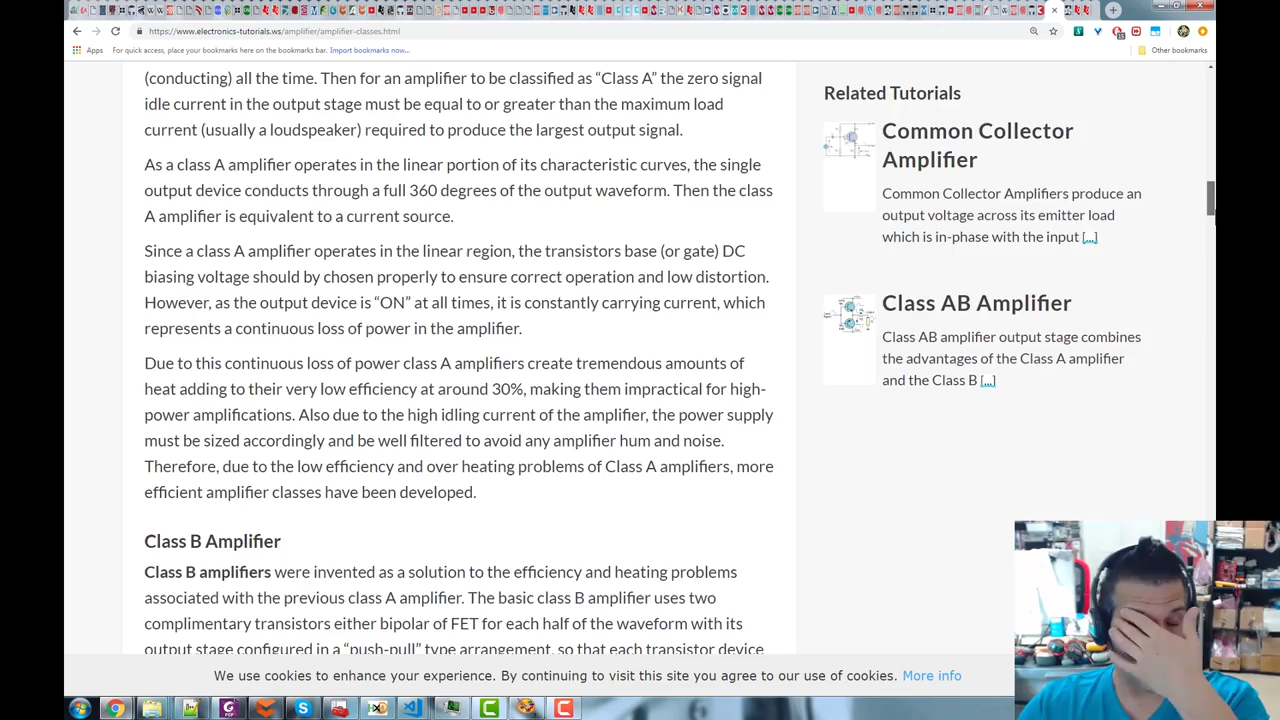 https://www.electronics-tutorials.ws/amplifier/amplifier-classes.html
Apps
For quick access, place your bookmarks here on the bookmarks bar. Import bookmarks now...
Other bookmarks
(conducting) all the time. Then for an amplifier to be classified as “Class A” the zero signal
idle current in the output stage must be equal to or greater than the maximum load
current (usually a loudspeaker) required to produce the largest output signal.
As a class A amplifier operates in the linear portion of its characteristic curves, the single
output device conducts through a full 360 degrees of the output waveform. Then the class
A amplifier is equivalent to a current source.
Since a class A amplifier operates in the linear region, the transistors base (or gate) DC
biasing voltage should by chosen properly to ensure correct operation and low distortion.
However, as the output device is “ON” at all times, it is constantly carrying current, which
represents a continuous loss of power in the amplifier.
Due to this continuous loss of power class A amplifiers create tremendous amounts of
heat adding to their very low efficiency at around 30%, making them impractical for high-
power amplifications. Also due to the high idling current of the amplifier, the power supply
must be sized accordingly and be well filtered to avoid any amplifier hum and noise.
Therefore, due to the low efficiency and over heating problems of Class A amplifiers, more
efficient amplifier classes have been developed.
Class B Amplifier
Class B amplifiers were invented as a solution to the efficiency and heating problems
associated with the previous class A amplifier. The basic class B amplifier uses two
complimentary transistors either bipolar of FET for each half of the waveform with its
output stage configured in a “push-pull” type arrangement, so that each transistor device
Related Tutorials
Common Collector
Amplifier
Common Collector Amplifiers produce an
output voltage across its emitter load
which is in-phase with the input [...]
Class AB Amplifier
Class AB amplifier output stage combines
the advantages of the Class A amplifier
and the Class B [...]
We use cookies to enhance your experience. By continuing to visit this site you agree to our use of cookies. More info